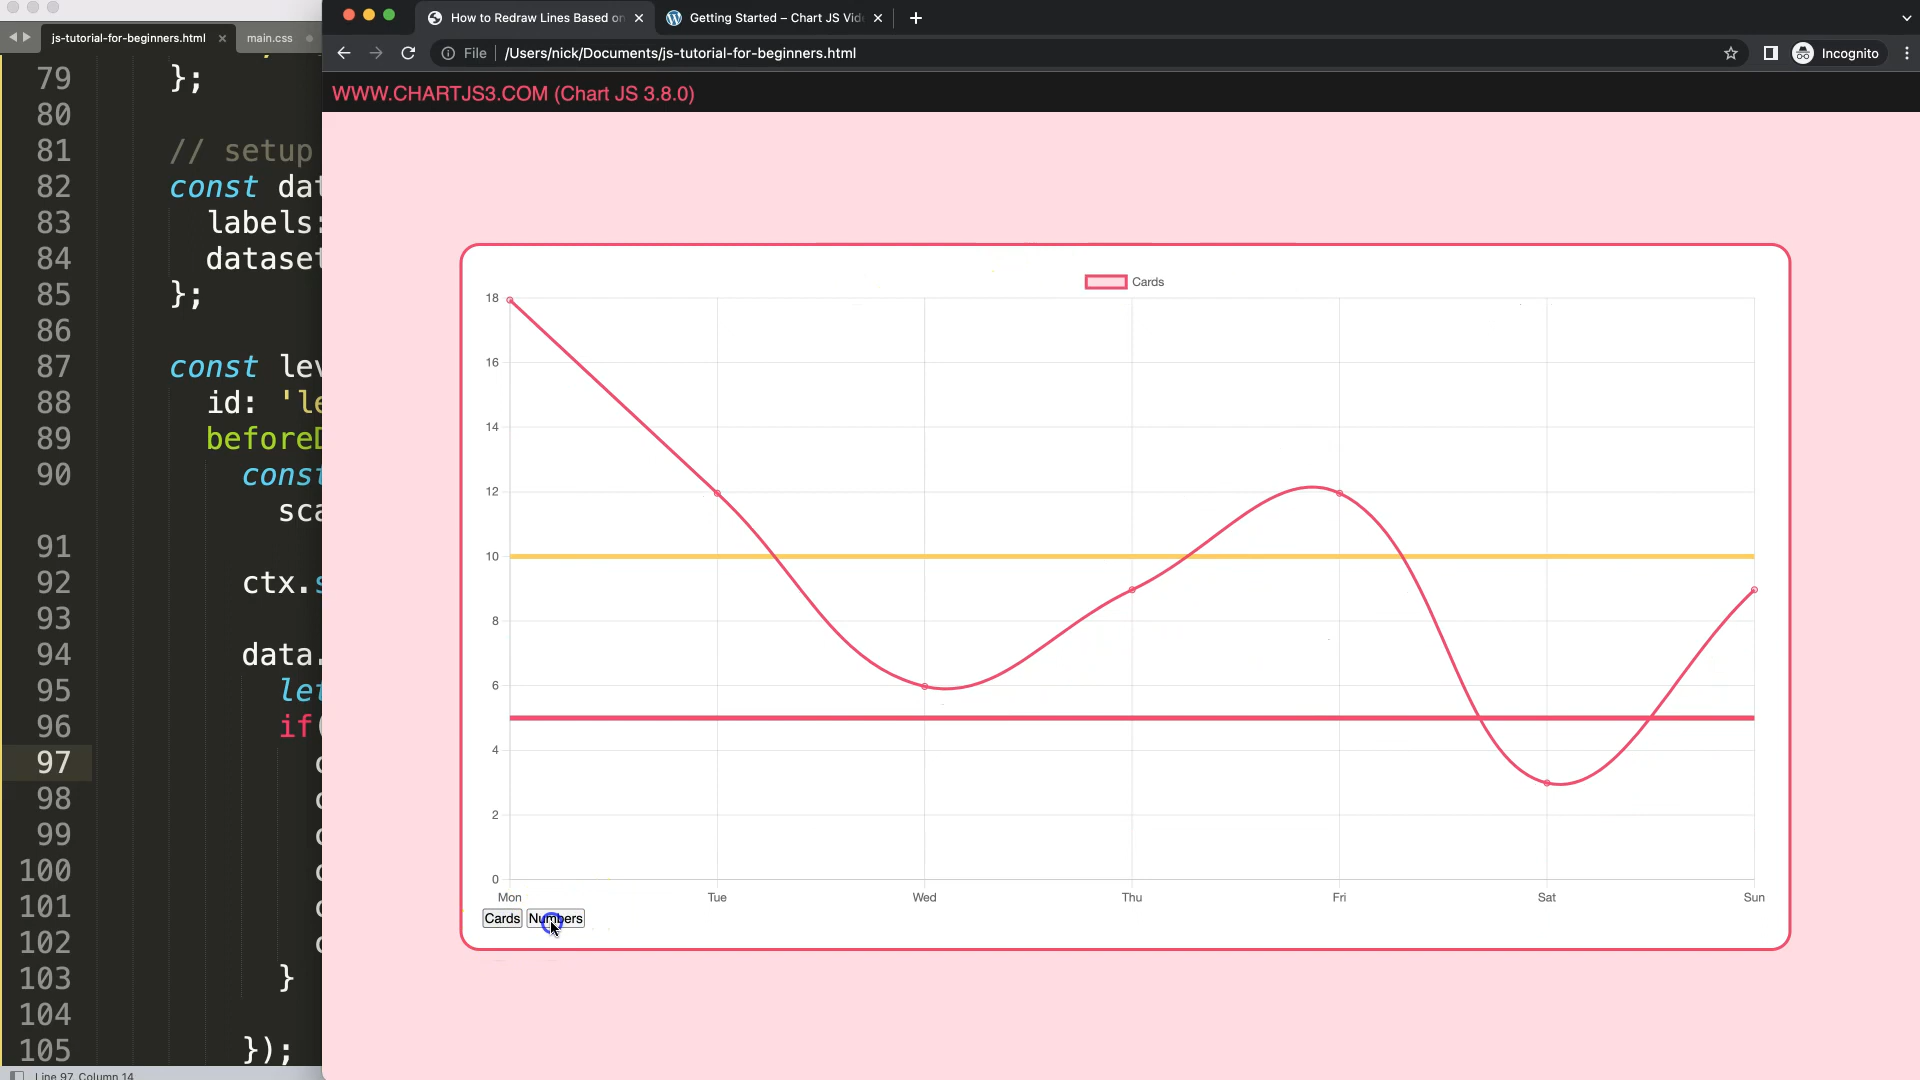 js-tutorial-for-beginners.html
main.css
How to Redraw Lines Based on
Getting Started – Chart JS Vid
File
/Users/nick/Documents/js-tutorial-for-beginners.html
Incognito
WWW.CHARTJS3.COM (Chart JS 3.8.0)
79 };
80
81 // setup
82 const dat
83 labels:
84 dataset
85 };
86
87 const lev
88 id: 'le
89 beforeD
90 const
sca
91
92 ctx.s
93
94 data.
95 let
96 if(
97 c
98 c
99 c
100 c
101 c
102 c
103 }
104
105 });
Line 97, Column 14
Cards
18
16
14
12
10
8
6
4
2
0
Mon Tue Wed Thu Fri Sat Sun
Cards Numbers